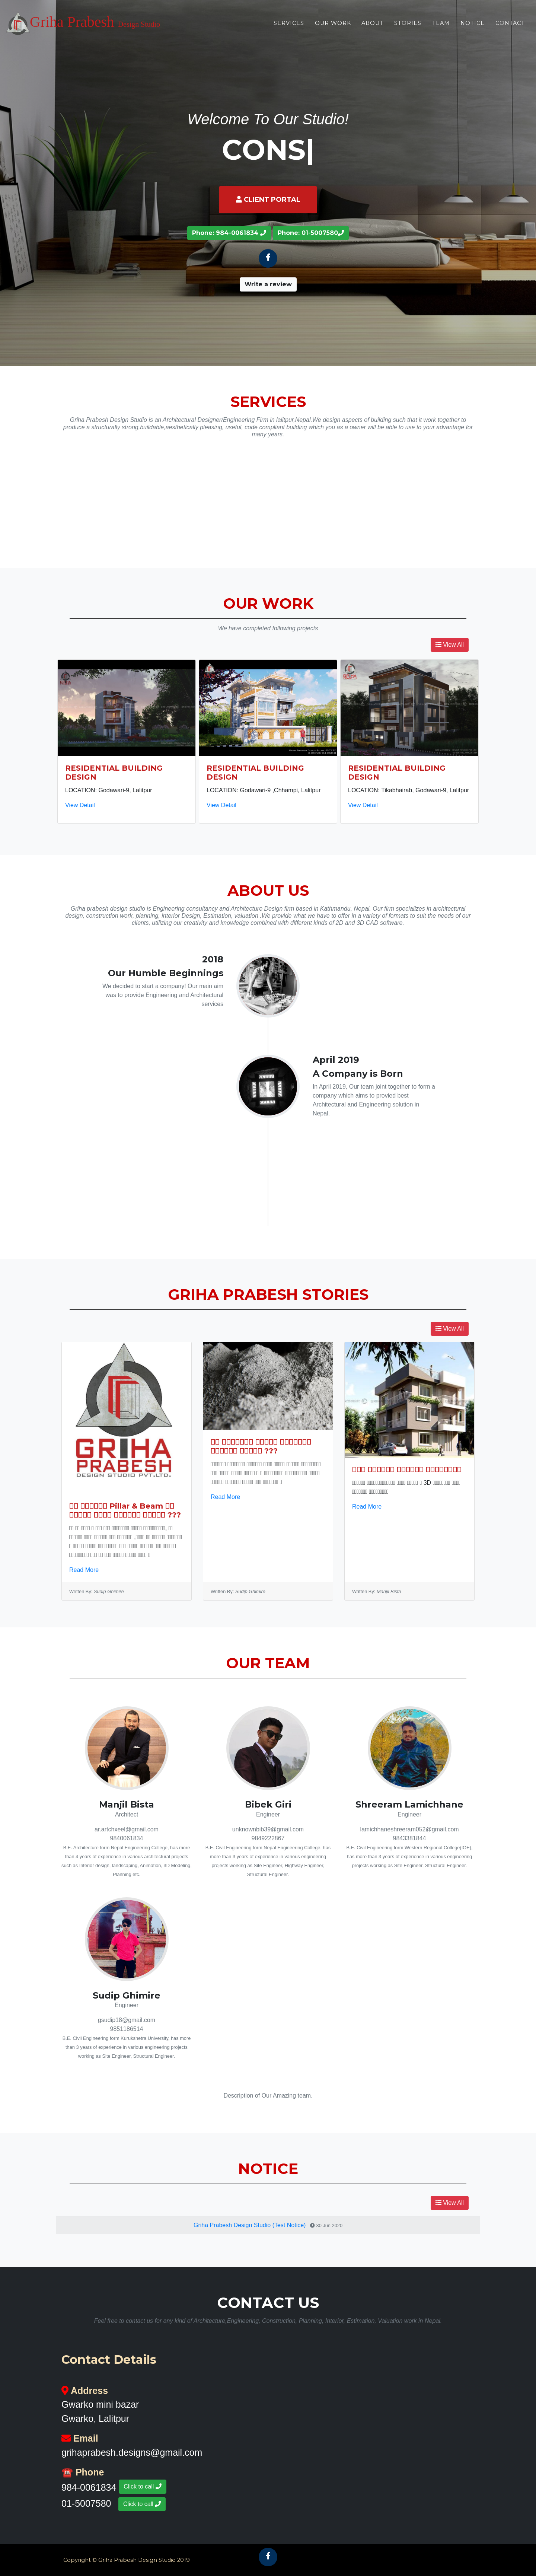 Griha Prabesh Design Studio
SERVICES OUR WORK ABOUT STORIES TEAM NOTICE CONTACT
Welcome To Our Studio!
CONS|
CLIENT PORTAL
Phone: 984-0061834 Phone: 01-5007580
Write a review
SERVICES
Griha Prabesh Design Studio is an Architectural Designer/Engineering Firm in lalitpur,Nepal.We design aspects of building such that it work together to
produce a structurally strong,buildable,aesthetically pleasing, useful, code compliant building which you as a owner will be able to use to your advantage for
many years.
OUR WORK
We have completed following projects
View All
RESIDENTIAL BUILDING
DESIGN
LOCATION: Godawari-9, Lalitpur
View Detail
RESIDENTIAL BUILDING
DESIGN
LOCATION: Godawari-9 ,Chhampi, Lalitpur
View Detail
RESIDENTIAL BUILDING
DESIGN
LOCATION: Tikabhairab, Godawari-9, Lalitpur
View Detail
ABOUT US
Griha prabesh design studio is Engineering consultancy and Architecture Design firm based in Kathmandu, Nepal. Our firm specializes in architectural
design, construction work, planning, interior Design, Estimation, valuation .We provide what we have to offer in a variety of formats to suit the needs of our
clients, utilizing our creativity and knowledge combined with different kinds of 2D and 3D CAD software.
2018
Our Humble Beginnings
We decided to start a company! Our main aim
was to provide Engineering and Architectural
services
April 2019
A Company is Born
In April 2019, Our team joint together to form a
company which aims to provied best
Architectural and Engineering solution in
Nepal.
GRIHA PRABESH STORIES
View All
GRIHA
PRABESH
DESIGN STUDIO PVT.LTD.
Pillar & Beam
???
Read More
Written By: Sudip Ghimire
???
Read More
Written By: Sudip Ghimire
3D
Read More
Written By: Manjil Bista
OUR TEAM
Manjil Bista
Architect
ar.artchxeel@gmail.com
9840061834
B.E. Architecture form Nepal Engineering College, has more
than 4 years of experience in various architectural projects
such as Interior design, landscaping, Animation, 3D Modeling,
Planning etc.
Bibek Giri
Engineer
unknownbib39@gmail.com
9849222867
B.E. Civil Engineering form Nepal Engineering College, has
more than 3 years of experience in various engineering
projects working as Site Engineer, Highway Engineer,
Structural Engineer.
Shreeram Lamichhane
Engineer
lamichhaneshreeram052@gmail.com
9843381844
B.E. Civil Engineering form Western Regional College(IOE),
has more than 3 years of experience in various engineering
projects working as Site Engineer, Structural Engineer.
Sudip Ghimire
Engineer
gsudip18@gmail.com
9851186514
B.E. Civil Engineering form Kurukshetra University, has more
than 3 years of experience in various engineering projects
working as Site Engineer, Structural Engineer.
Description of Our Amazing team.
NOTICE
View All
Griha Prabesh Design Studio (Test Notice) 30 Jun 2020
CONTACT US
Feel free to contact us for any kind of Architecture,Engineering, Construction, Planning, Interior, Estimation, Valuation work in Nepal.
Contact Details
Address
Gwarko mini bazar
Gwarko, Lalitpur
Email
grihaprabesh.designs@gmail.com
Phone
984-0061834 Click to call
01-5007580 Click to call
Copyright © Griha Prabesh Design Studio 2019